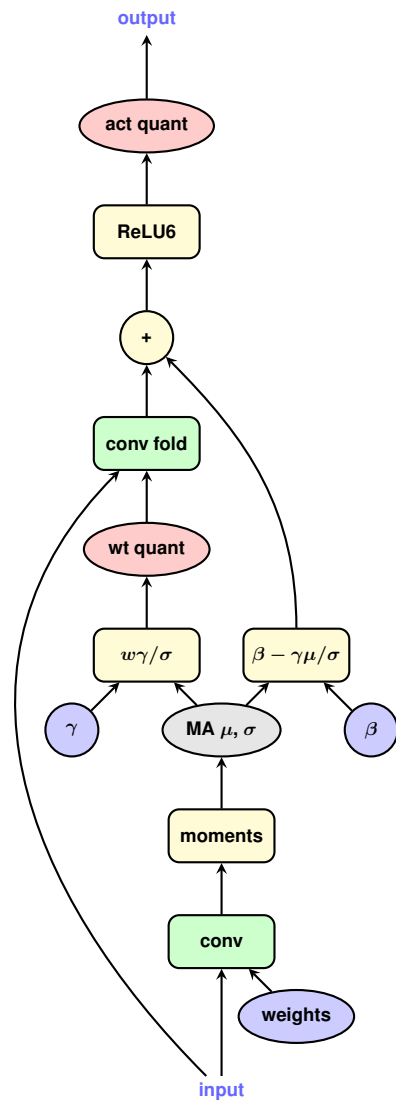 output
act quant
ReLU6
+
conv fold
wt quant
wγ/σ
β − γμ/σ
γ
MA μ, σ
β
moments
conv
weights
input